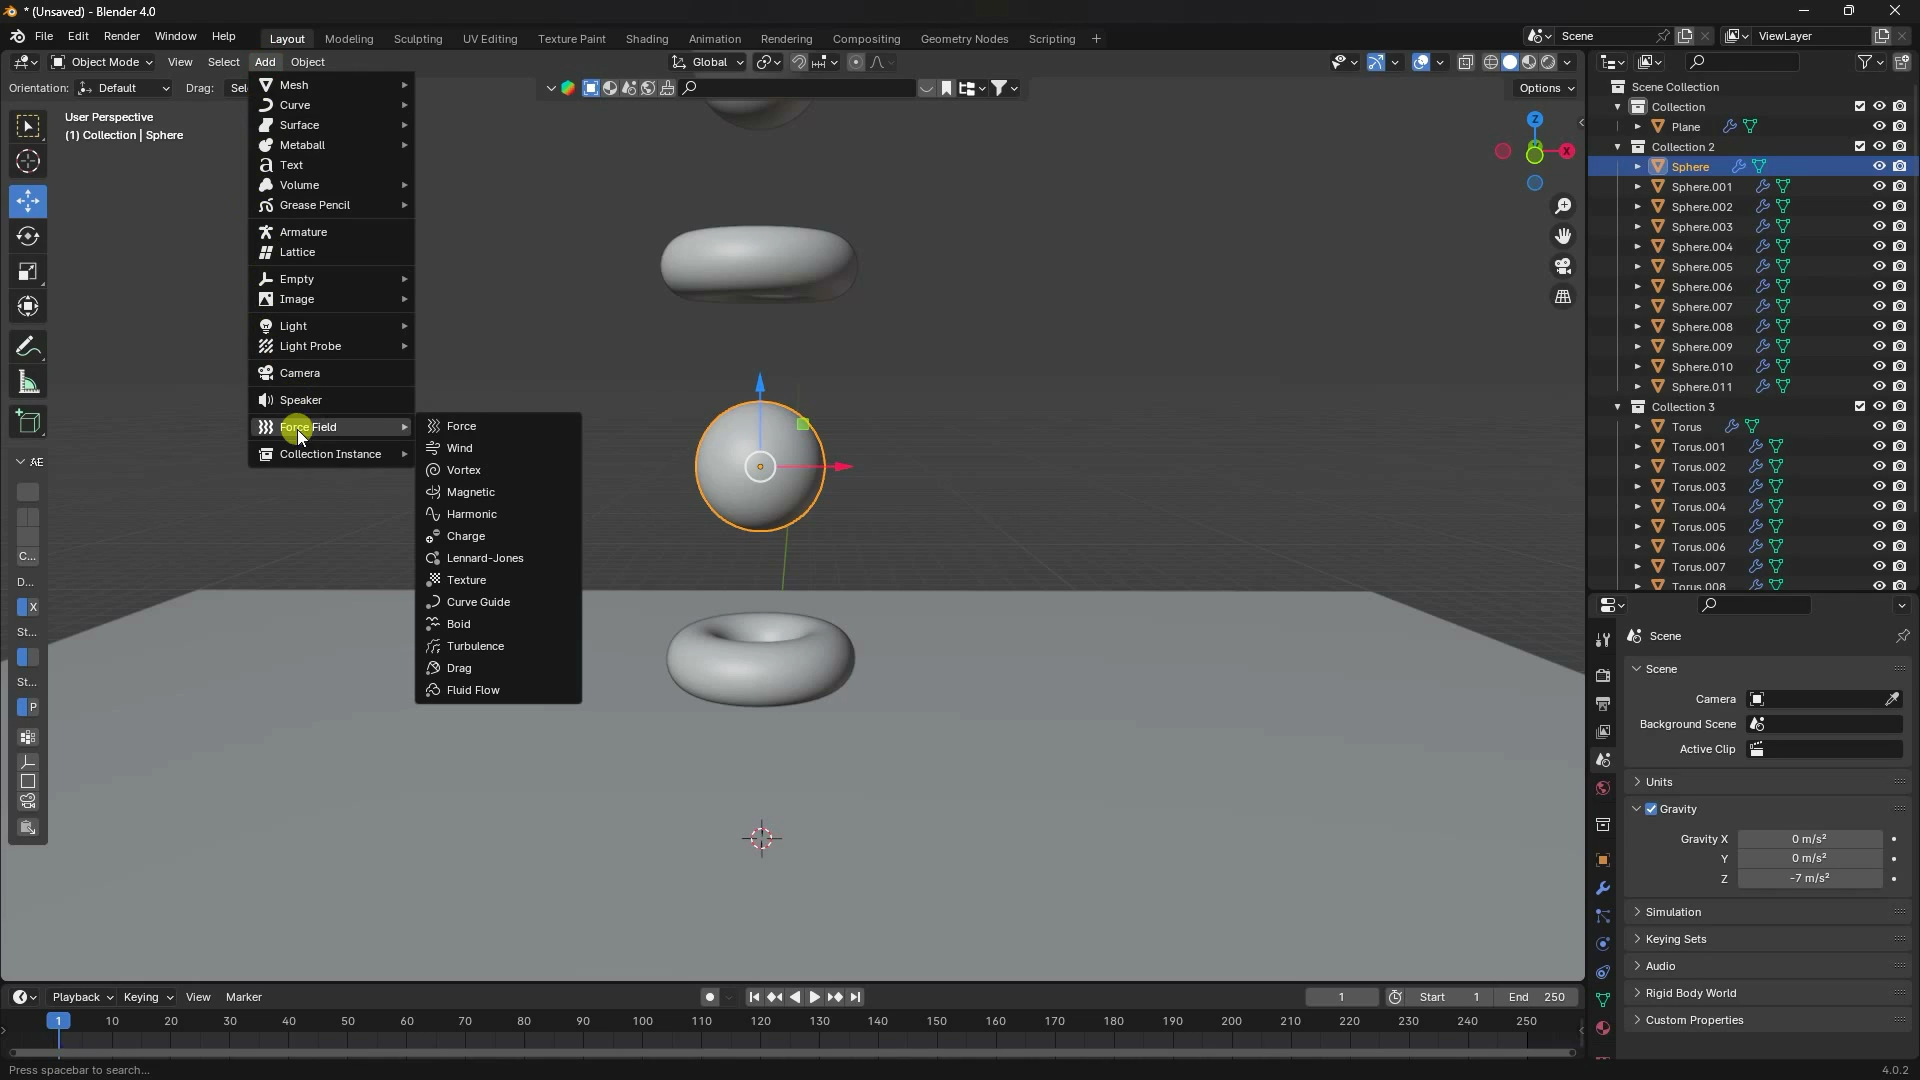 * (Unsaved) - Blender 4.0
File Edit Render Window Help
Layout Modeling Sculpting UV Editing Texture Paint Shading Animation Rendering Compositing Geometry Nodes Scripting +
Scene
ViewLayer
Object Mode View Select Add Object
Global
Orientation: Default Drag: Sel
Options
User Perspective
(1) Collection | Sphere
Mesh
Curve
Surface
Metaball
Text
Volume
Grease Pencil
Armature
Lattice
Empty
Image
Light
Light Probe
Camera
Speaker
Force Field
Collection Instance
Force
Wind
Vortex
Magnetic
Harmonic
Charge
Lennard-Jones
Texture
Curve Guide
Boid
Turbulence
Drag
Fluid Flow
AE
C...
D...
X
St...
St...
P
Z
X
Scene Collection
Collection
Plane
Collection 2
Sphere
Sphere.001
Sphere.002
Sphere.003
Sphere.004
Sphere.005
Sphere.006
Sphere.007
Sphere.008
Sphere.009
Sphere.010
Sphere.011
Collection 3
Torus
Torus.001
Torus.002
Torus.003
Torus.004
Torus.005
Torus.006
Torus.007
Torus.008
Scene
Scene
Camera
Background Scene
Active Clip
Units
Gravity
Gravity X 0 m/s²
Y 0 m/s²
Z -7 m/s²
Simulation
Keying Sets
Audio
Rigid Body World
Custom Properties
Playback Keying View Marker
1 Start 1 End 250
1 10 20 30 40 50 60 70 80 90 100 110 120 130 140 150 160 170 180 190 200 210 220 230 240 250
Press spacebar to search...
4.0.2